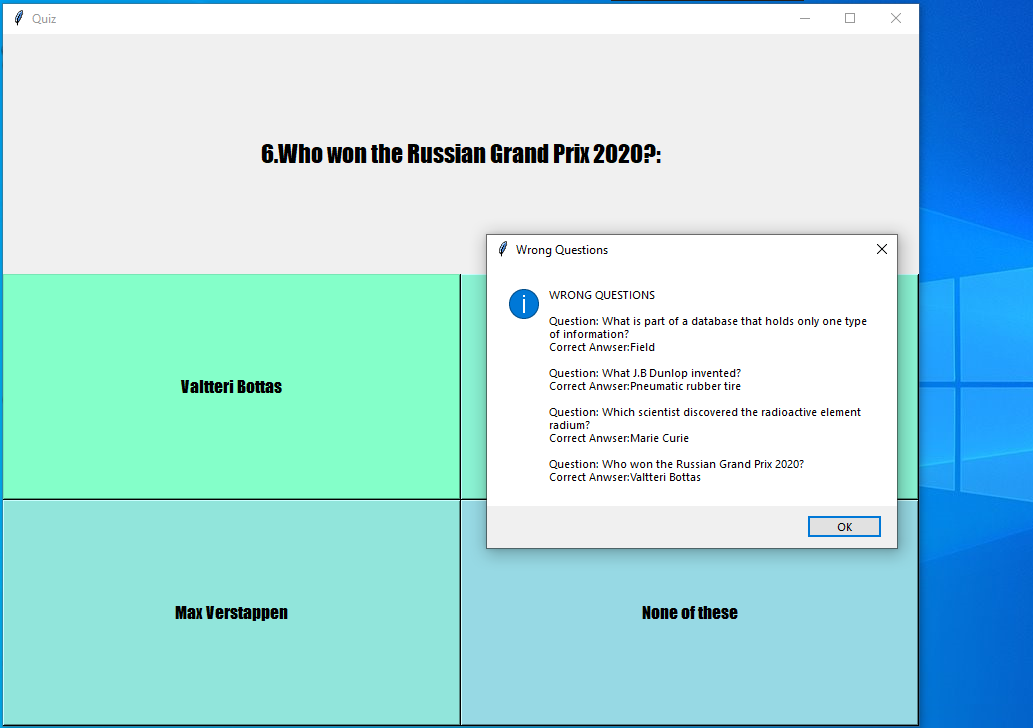 Quiz
6.Who won the Russian Grand Prix 2020?:
Wrong Questions
WRONG QUESTIONS
Question: What is part of a database that holds only one type
of information?
Correct Anwser:Field
Question: What J.B Dunlop invented?
Correct Anwser:Pneumatic rubber tire
Question: Which scientist discovered the radioactive element
radium?
Correct Anwser:Marie Curie
Question: Who won the Russian Grand Prix 2020?
Correct Anwser:Valtteri Bottas
OK
Valtteri Bottas
Max Verstappen
None of these